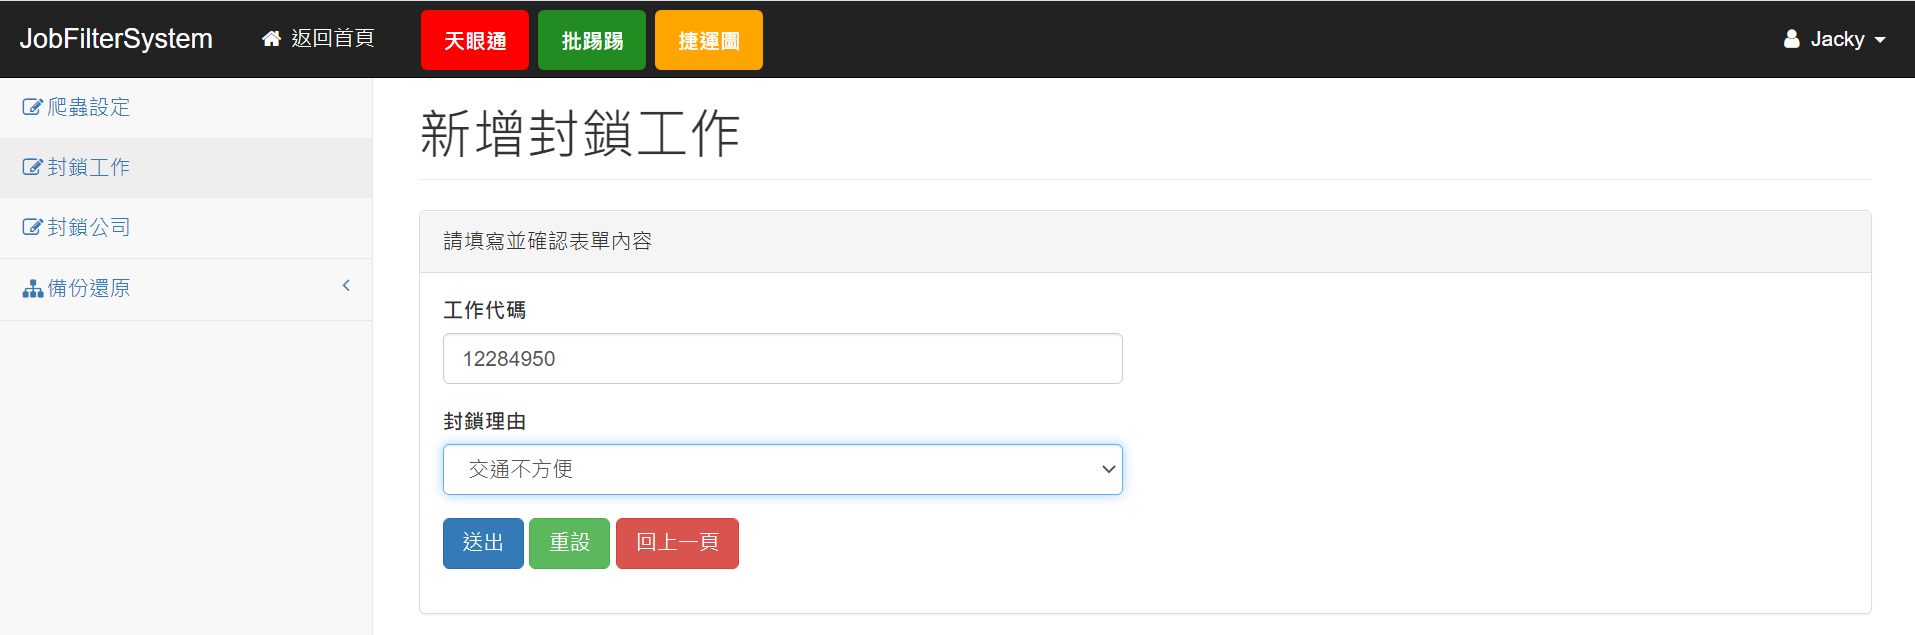 JobFilterSystem 返回首頁 天眼通 批踢踢 捷運圖 Jacky
爬蟲設定
封鎖工作
封鎖公司
備份還原
新增封鎖工作
請填寫並確認表單內容
工作代碼
12284950
封鎖理由
交通不方便
送出 重設 回上一頁